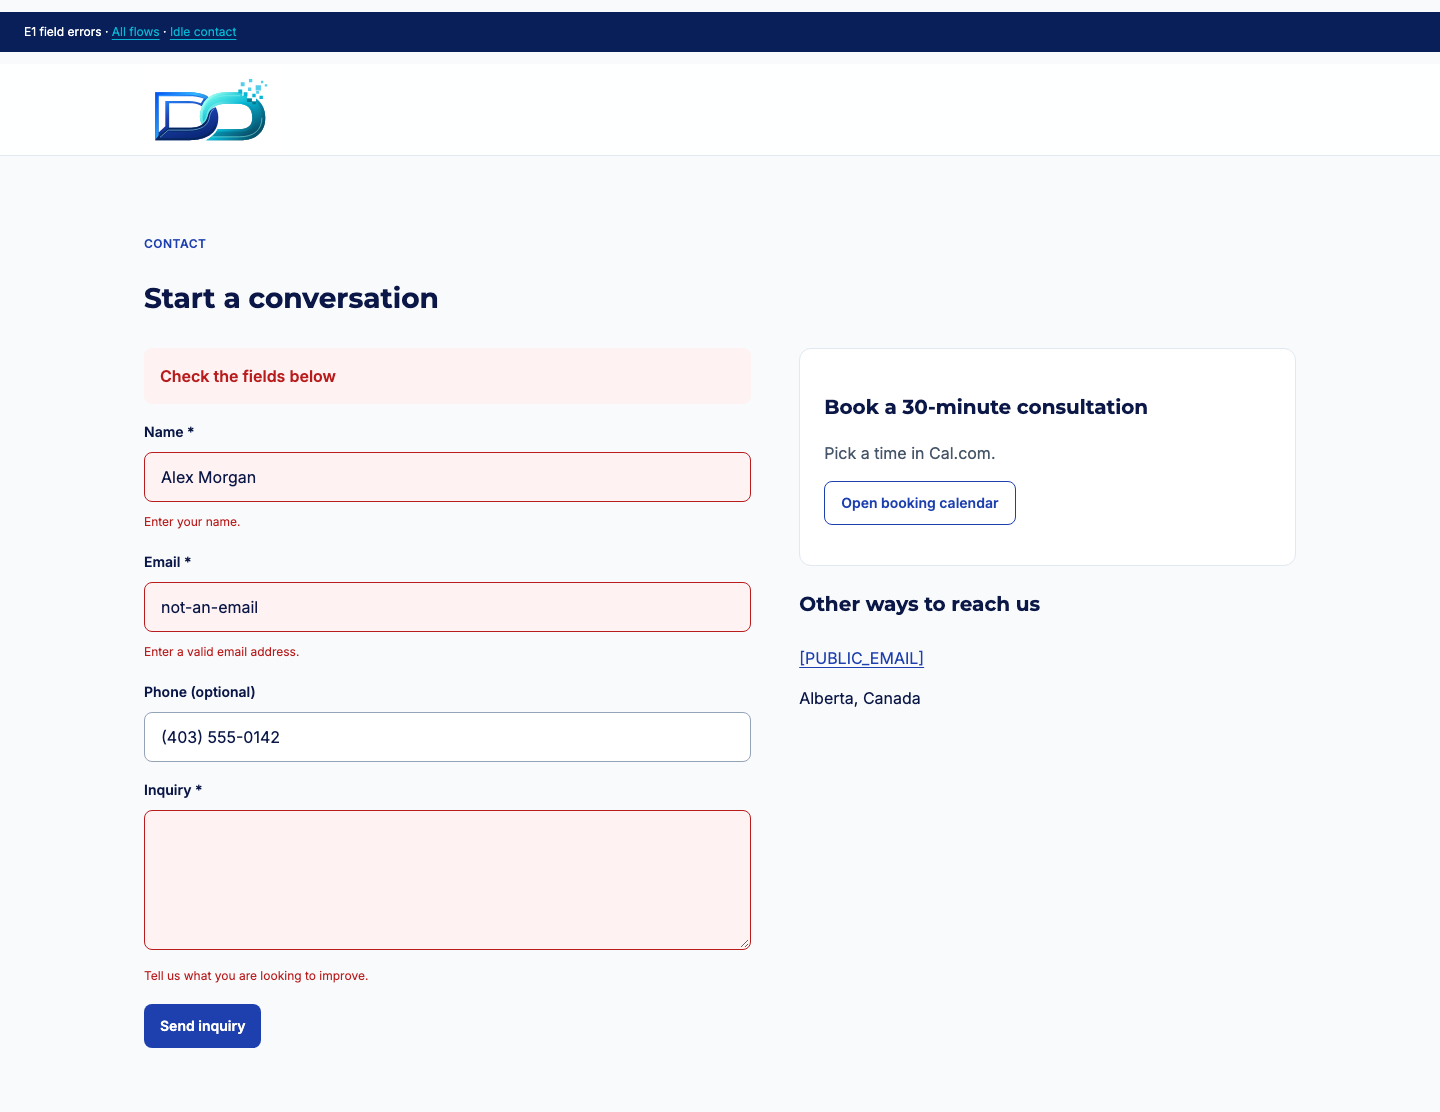 E1 field errors · All flows · Idle contact
DO
CONTACT
Start a conversation
Check the fields below
Name *
Alex Morgan
Enter your name.
Email *
not-an-email
Enter a valid email address.
Phone (optional)
(403) 555-0142
Inquiry *
Tell us what you are looking to improve.
Send inquiry
Book a 30-minute consultation
Pick a time in Cal.com.
Open booking calendar
Other ways to reach us
[PUBLIC_EMAIL]
Alberta, Canada